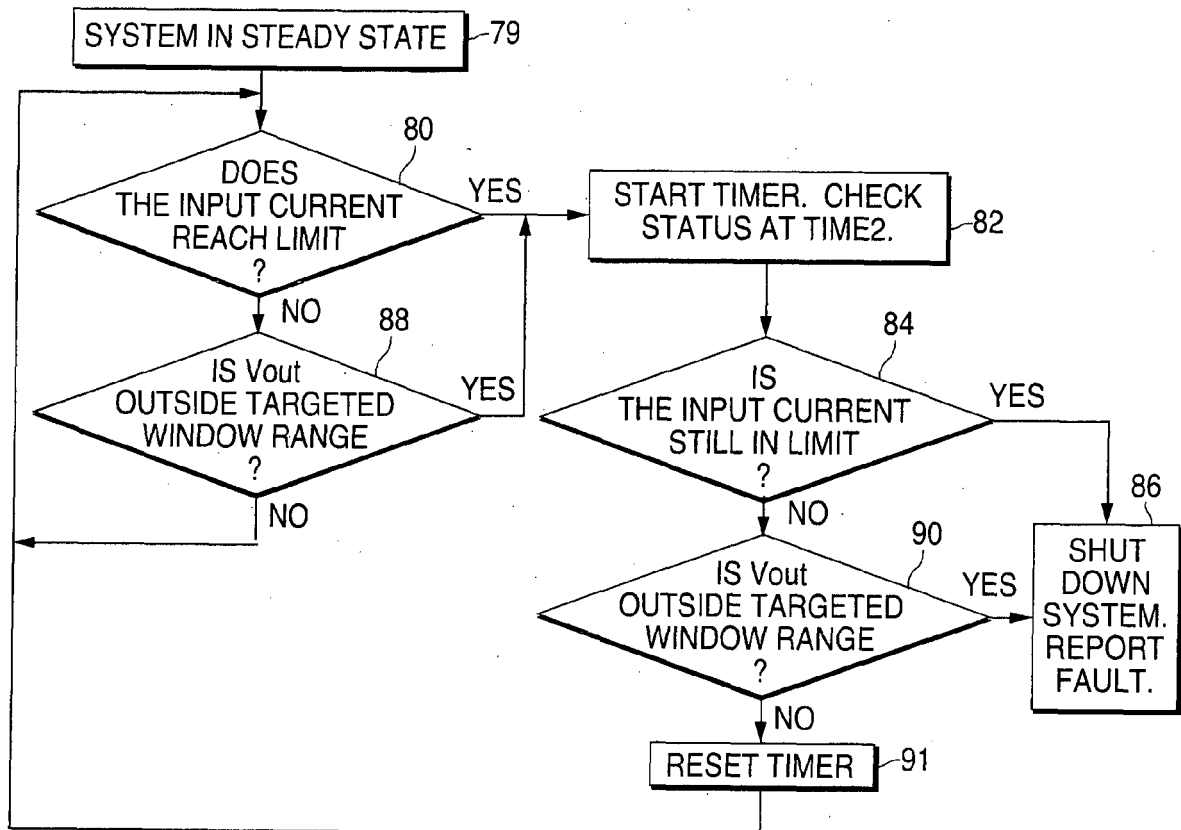 SYSTEM IN STEADY STATE
79
80
DOES
THE INPUT CURRENT
REACH LIMIT
?
YES
NO
88
IS Vout
OUTSIDE TARGETED
WINDOW RANGE
?
YES
NO
START TIMER. CHECK
STATUS AT TIME2.
82
84
IS
THE INPUT CURRENT
STILL IN LIMIT
?
YES
NO
86
SHUT
DOWN
SYSTEM.
REPORT
FAULT.
90
IS Vout
OUTSIDE TARGETED
WINDOW RANGE
?
YES
NO
RESET TIMER
91